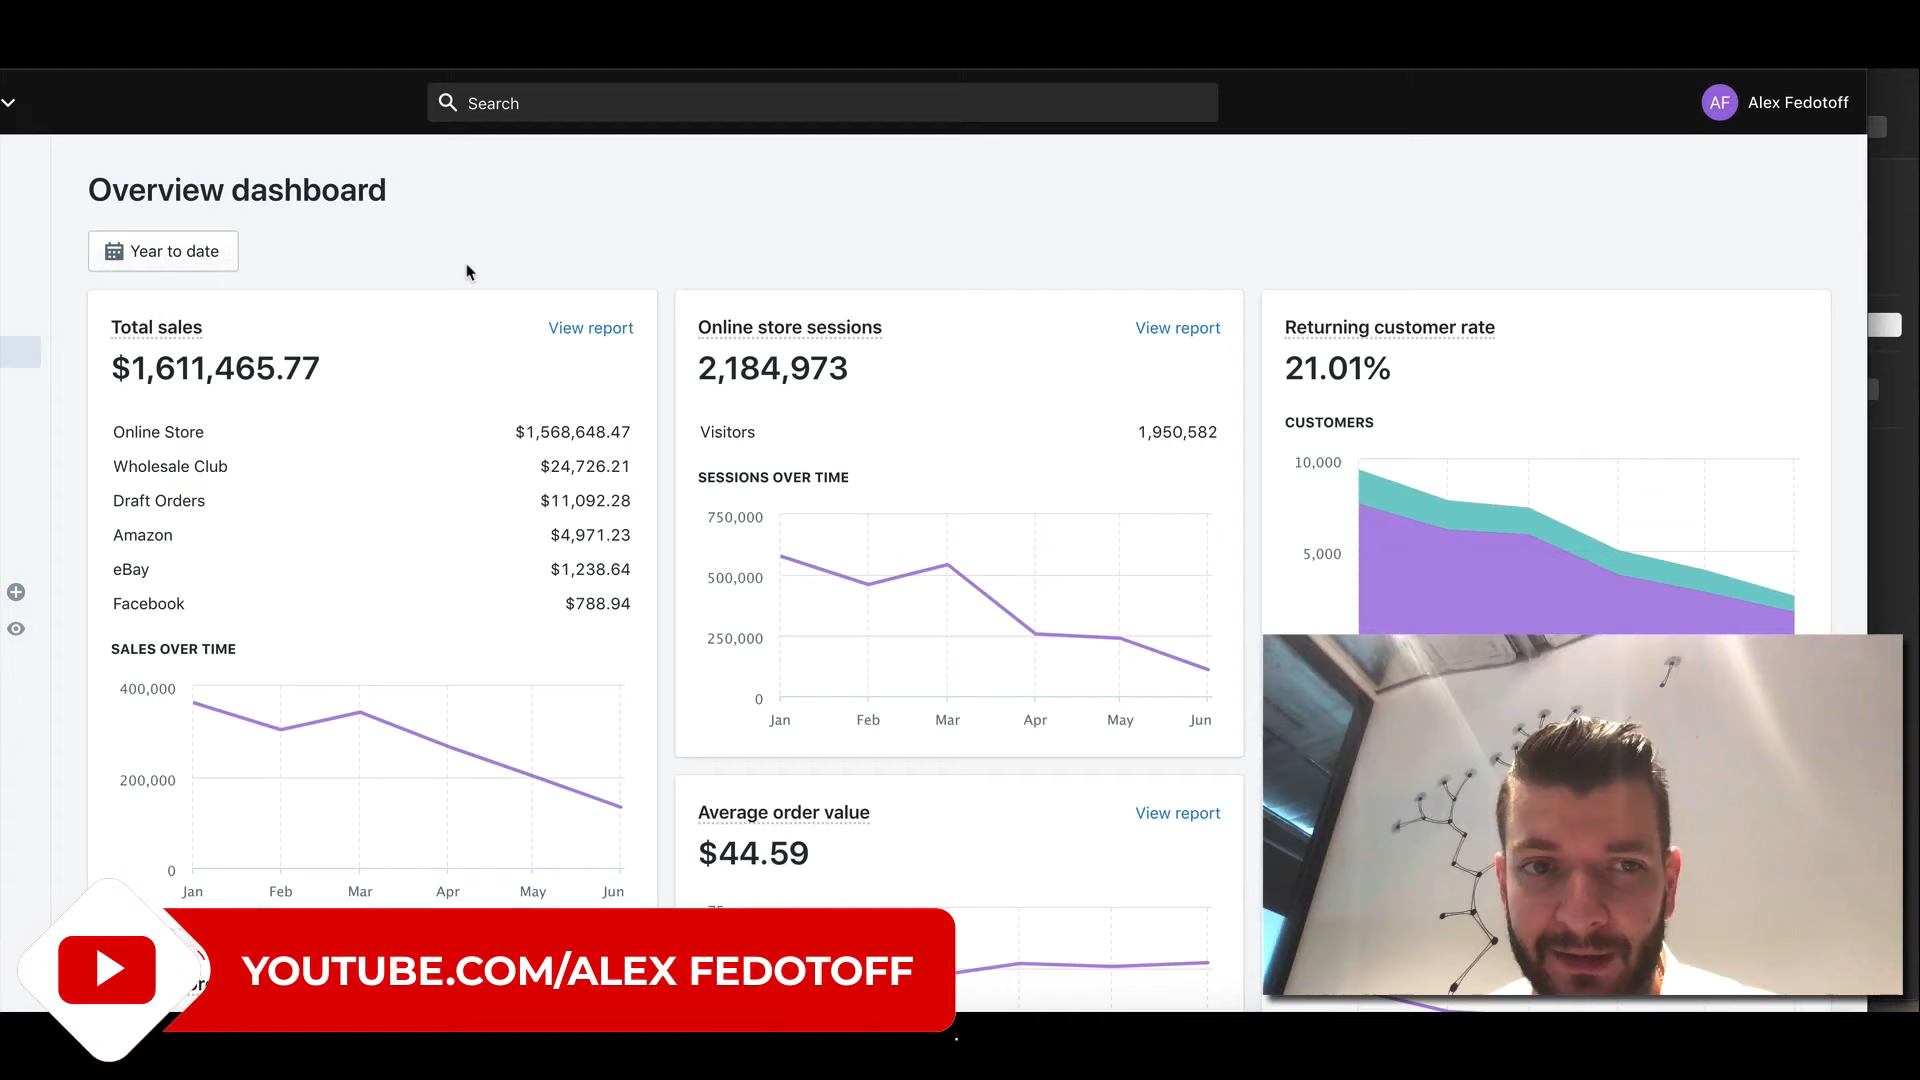 Search
AF Alex Fedotoff
Overview dashboard
Year to date
Total sales View report
$1,611,465.77
Online Store $1,568,648.47
Wholesale Club $24,726.21
Draft Orders $11,092.28
Amazon $4,971.23
eBay $1,238.64
Facebook $788.94
SALES OVER TIME
400,000
200,000
0
Jan Feb Mar Apr May Jun
Online store sessions View report
2,184,973
Visitors 1,950,582
SESSIONS OVER TIME
750,000
500,000
250,000
0
Jan Feb Mar Apr May Jun
Average order value View report
$44.59
Returning customer rate
21.01%
CUSTOMERS
10,000
5,000
YOUTUBE.COM/ALEX FEDOTOFF